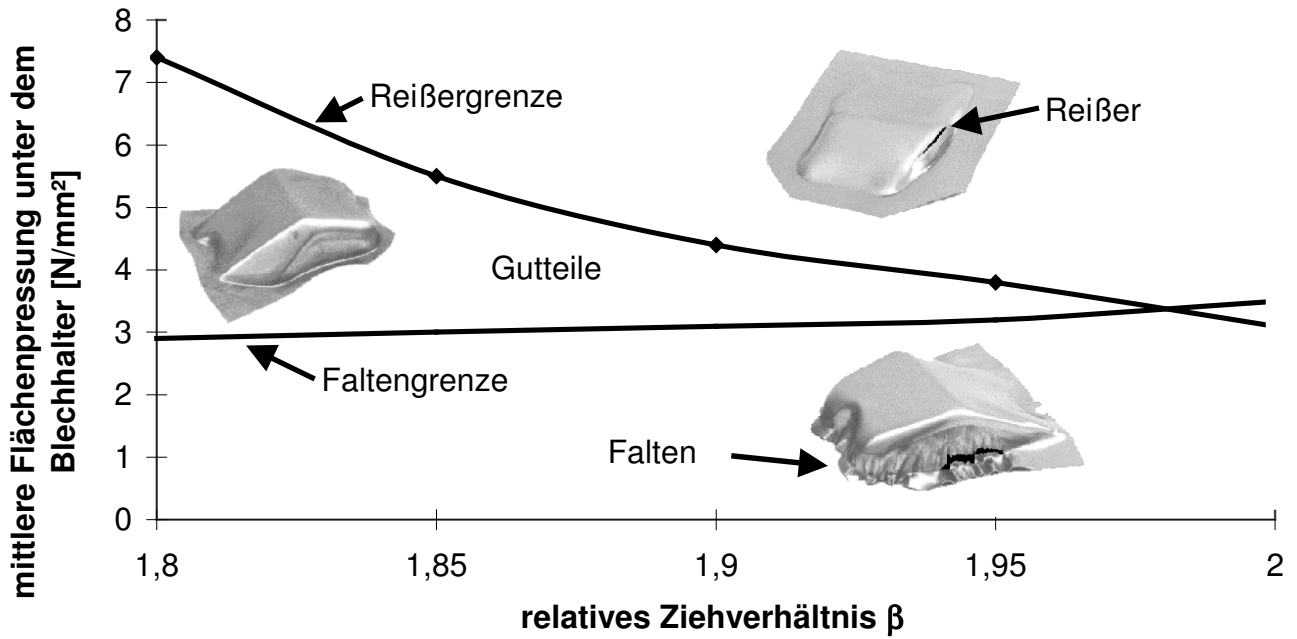 mittlere Flächenpressung unter dem
Blechhalter [N/mm²]
8
7
6
5
4
3
2
1
0
Reißergrenze
Reißer
Gutteile
Faltengrenze
Falten
1,8
1,85
1,9
1,95
2
relatives Ziehverhältnis β